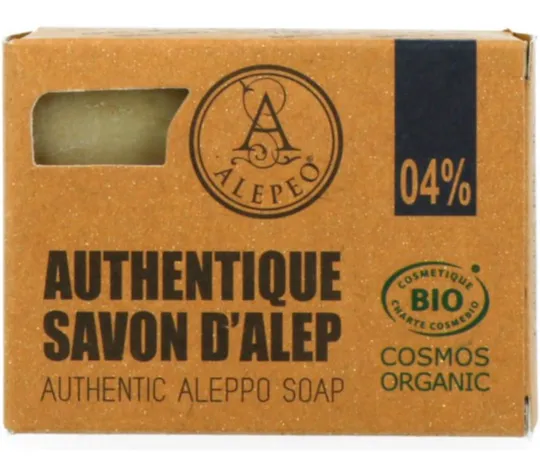 A
ALEPEO®
04%
AUTHENTIQUE
SAVON D'ALEP
AUTHENTIC ALEPPO SOAP
COSMETIQUE
BIO
CHARTE COSMEBIO
COSMOS
ORGANIC